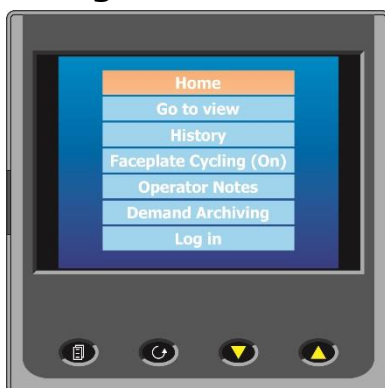 Home
Go to view
History
Faceplate Cycling (On)
Operator Notes
Demand Archiving
Log in